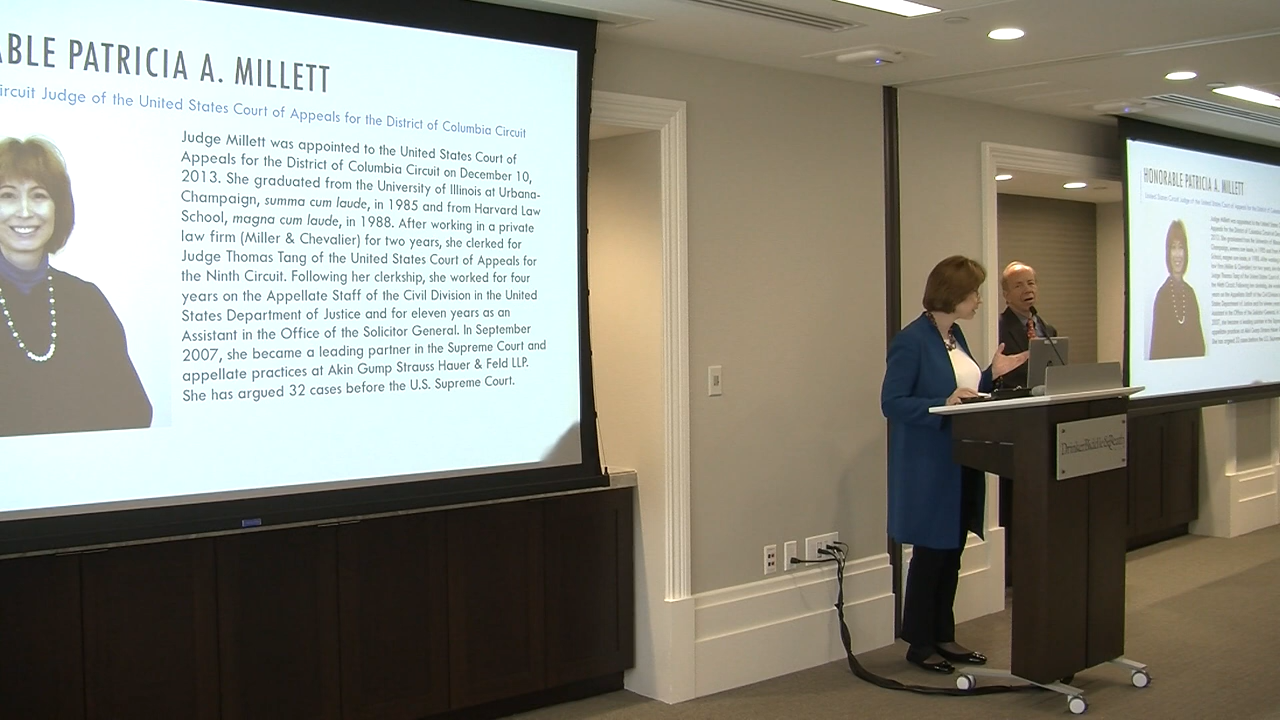 ABLE PATRICIA A. MILLETT
ircuit Judge of the United States Court of Appeals for the District of Columbia Circuit
Judge Millett was appointed to the United States Court of
Appeals for the District of Columbia Circuit on December 10,
2013. She graduated from the University of Illinois at Urbana-
Champaign, summa cum laude, in 1985 and from Harvard Law
School, magna cum laude, in 1988. After working in a private
law firm (Miller & Chevalier) for two years, she clerked for
Judge Thomas Tang of the United States Court of Appeals for
the Ninth Circuit. Following her clerkship, she worked for four
years on the Appellate Staff of the Civil Division in the United
States Department of Justice and for eleven years as an
Assistant in the Office of the Solicitor General. In September
2007, she became a leading partner in the Supreme Court and
appellate practices at Akin Gump Strauss Hauer & Feld LLP.
She has argued 32 cases before the U.S. Supreme Court.
HONORABLE PATRICIA A. MILLETT
DrinkerBiddle&Reath